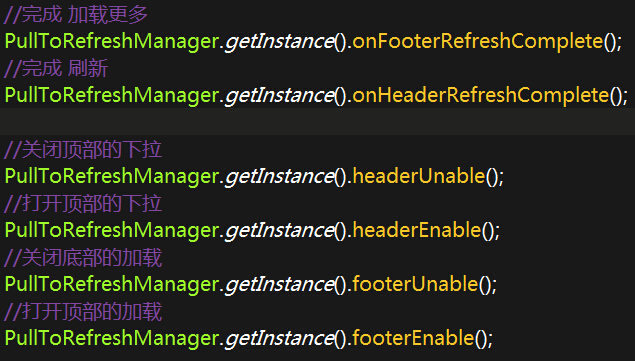 //完成 加载更多
PullToRefreshManager.getInstance().onFooterRefreshComplete();
//完成 刷新
PullToRefreshManager.getInstance().onHeaderRefreshComplete();
//关闭顶部的下拉
PullToRefreshManager.getInstance().headerUnable();
//打开顶部的下拉
PullToRefreshManager.getInstance().headerEnable();
//关闭底部的加载
PullToRefreshManager.getInstance().footerUnable();
//打开顶部的加载
PullToRefreshManager.getInstance().footerEnable();